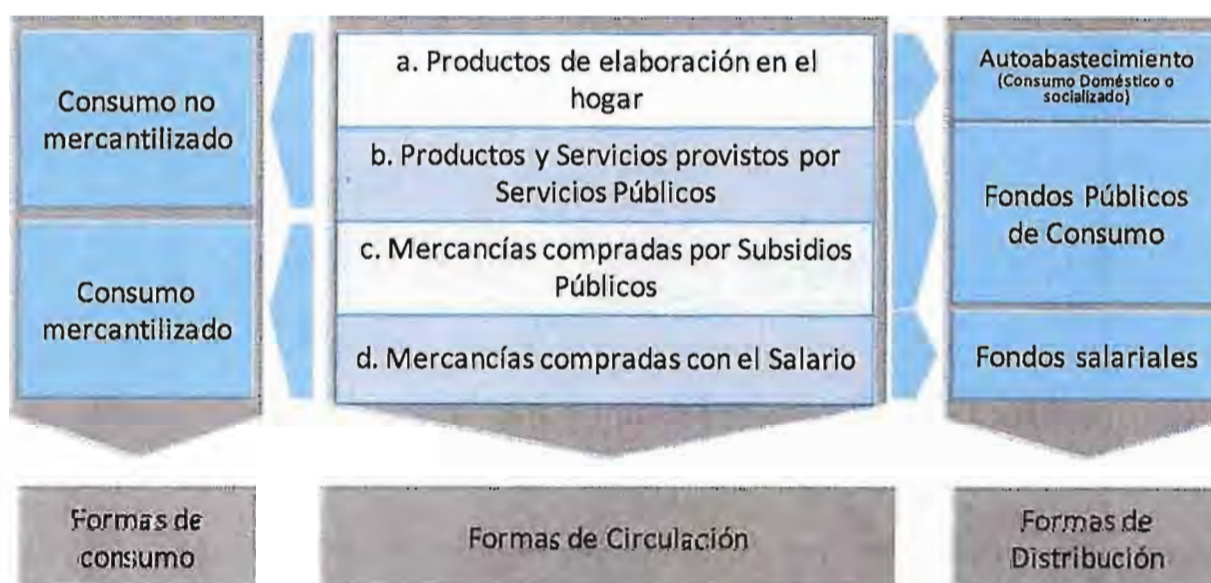 Consumo no
mercantilizado
Consumo
mercantilizado
a. Productos de elaboración en el
hogar
b. Productos y Servicios provistos por
Servicios Públicos
c. Mercancías compradas por Subsidios
Públicos
d. Mercancías compradas con el Salario
Autoabastecimiento
(Consumo Doméstico o
socializado)
Fondos Públicos
de Consumo
Fondos salariales
Formas de
consumo
Formas de Circulación
Formas de
Distribución